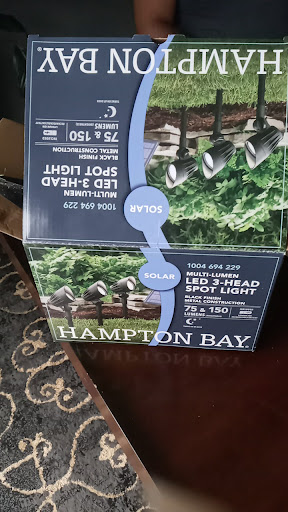 HAMPTON BAY®
SOLAR
1004 694 229
MULTI-LUMEN
LED 3-HEAD
SPOT LIGHT
BLACK FINISH
METAL CONSTRUCTION
75 & 150
LUMENS
SOLAR
1004 694 229
MULTI-LUMEN
LED 3-HEAD
SPOT LIGHT
BLACK FINISH
METAL CONSTRUCTION
75 & 150
LUMENS
HAMPTON BAY